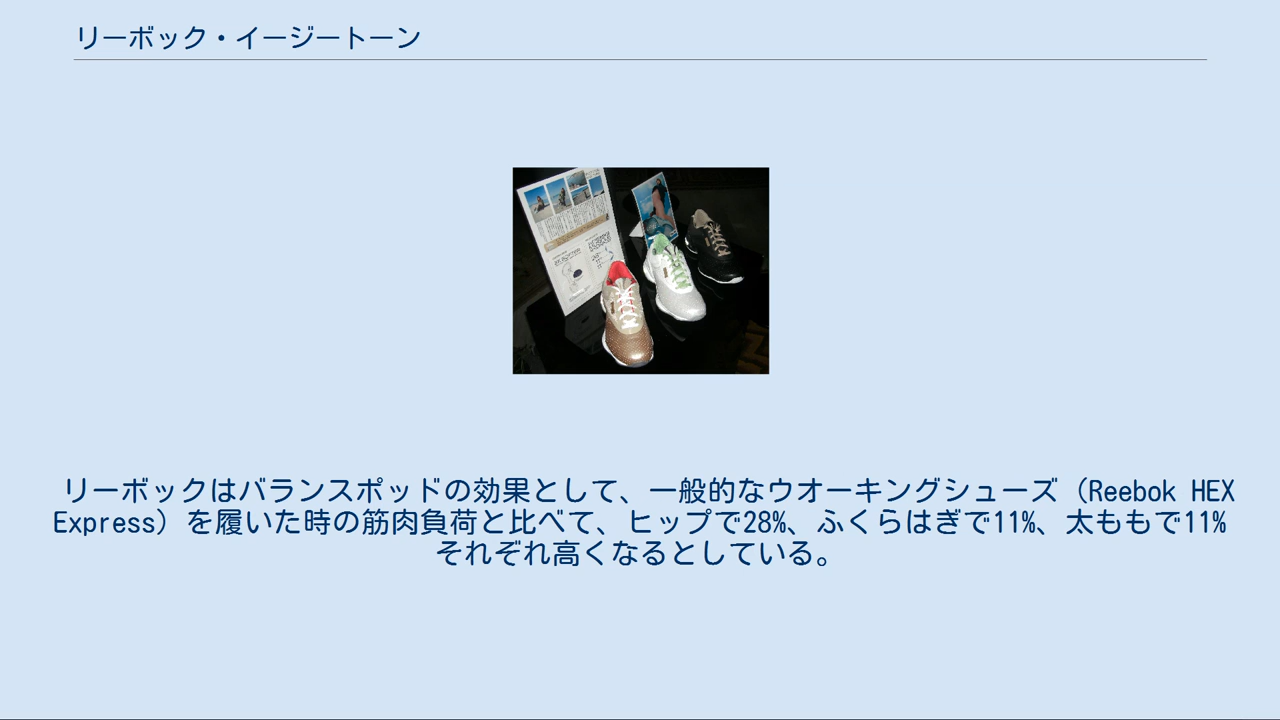 リーボック・イージートーン
リーボックはバランスポッドの効果として、一般的なウオーキングシューズ（Reebok HEX
Express）を履いた時の筋肉負荷と比べて、ヒップで28%、ふくらはぎで11%、太ももで11%
それぞれ高くなるとしている。